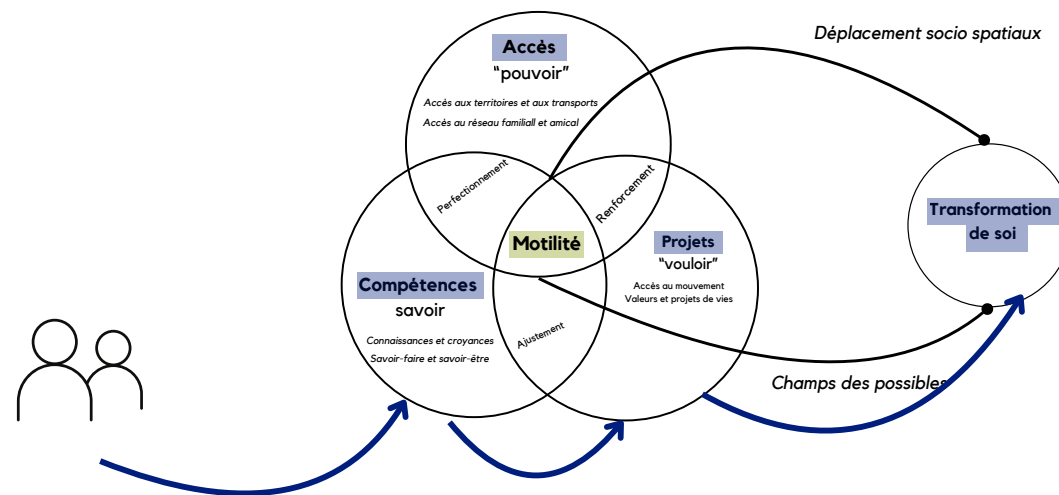 Déplacement socio spatiaux
Accès
"pouvoir"
Accès aux territoires et aux transports
Accès au réseau familiall et amical
Perfectionnement
Renforcement
Motilité
Projets
"vouloir"
Accès au mouvement
Valeurs et projets de vies
Compétences
savoir
Connaissances et croyances
Savoir-faire et savoir-être
Ajustement
Transformation
de soi
Champs des possibles